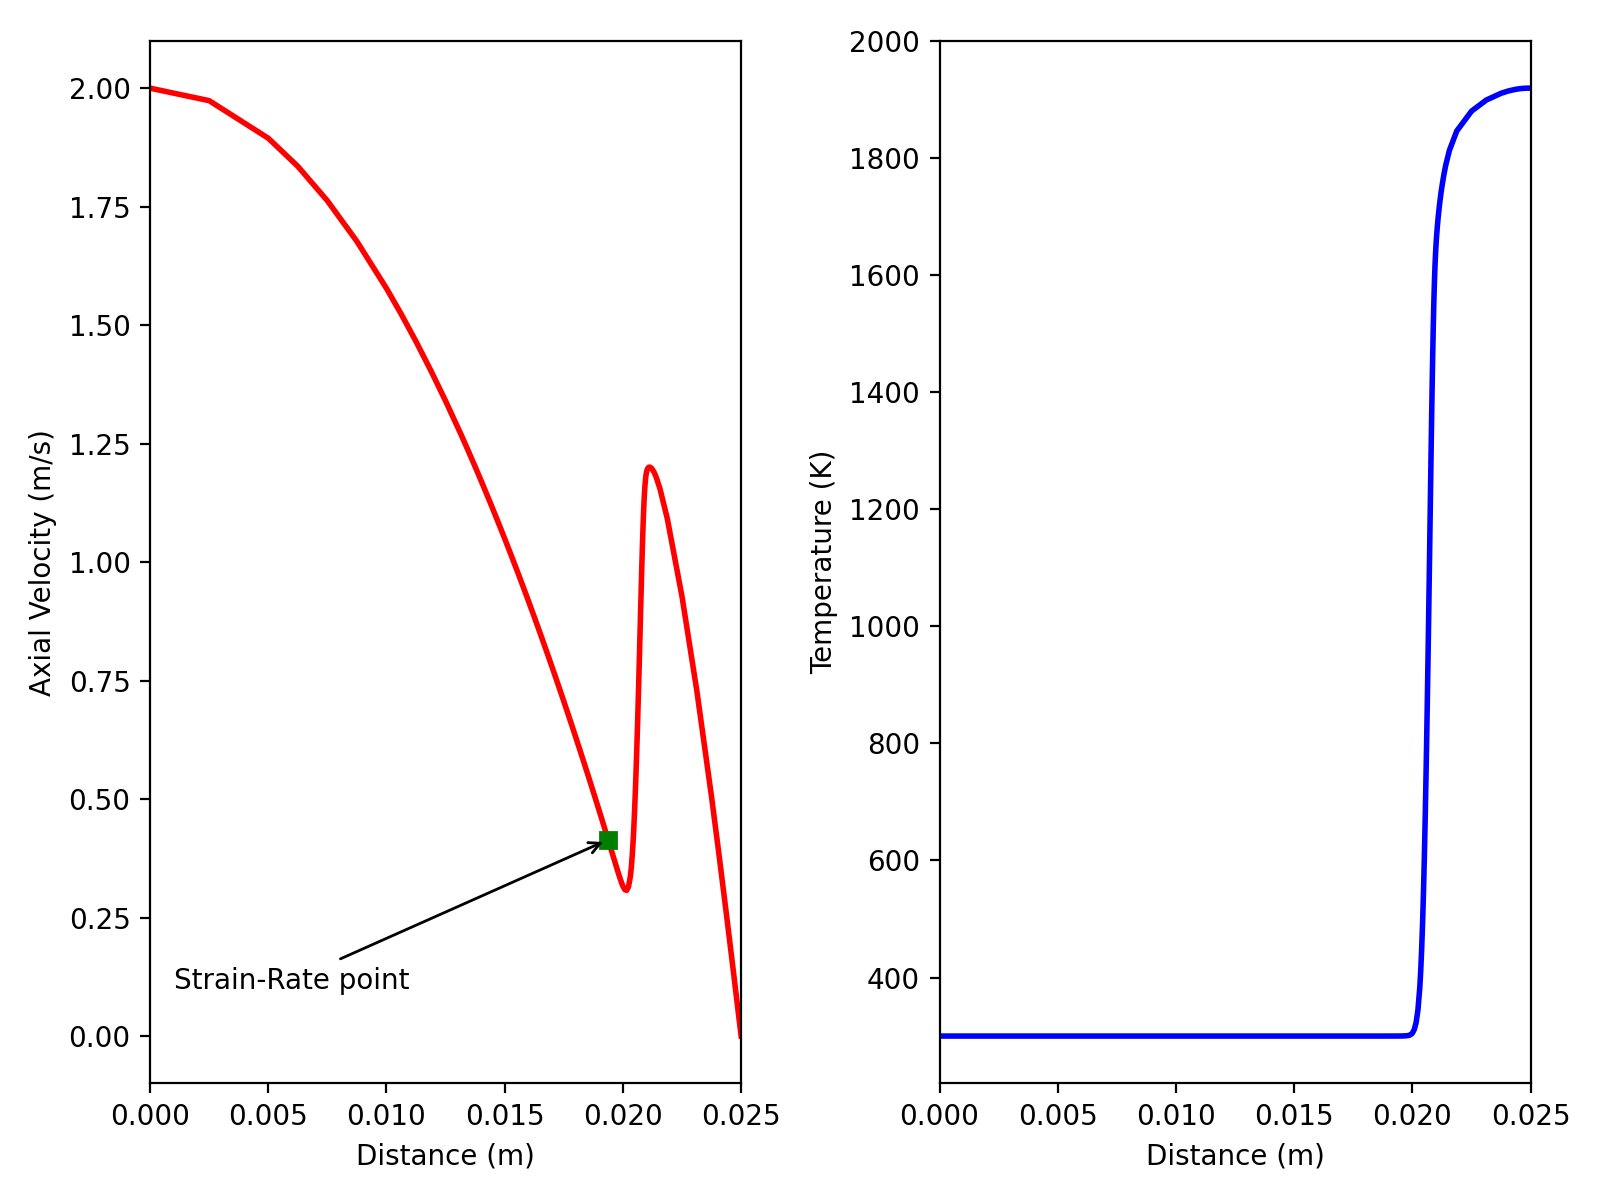 2.00
1.75
1.50
1.25
1.00
0.75
0.50
0.25
0.00
Axial Velocity (m/s)
Strain-Rate point
0.000 0.005 0.010 0.015 0.020 0.025
Distance (m)
2000
1800
1600
1400
1200
1000
800
600
400
Temperature (K)
0.000 0.005 0.010 0.015 0.020 0.025
Distance (m)